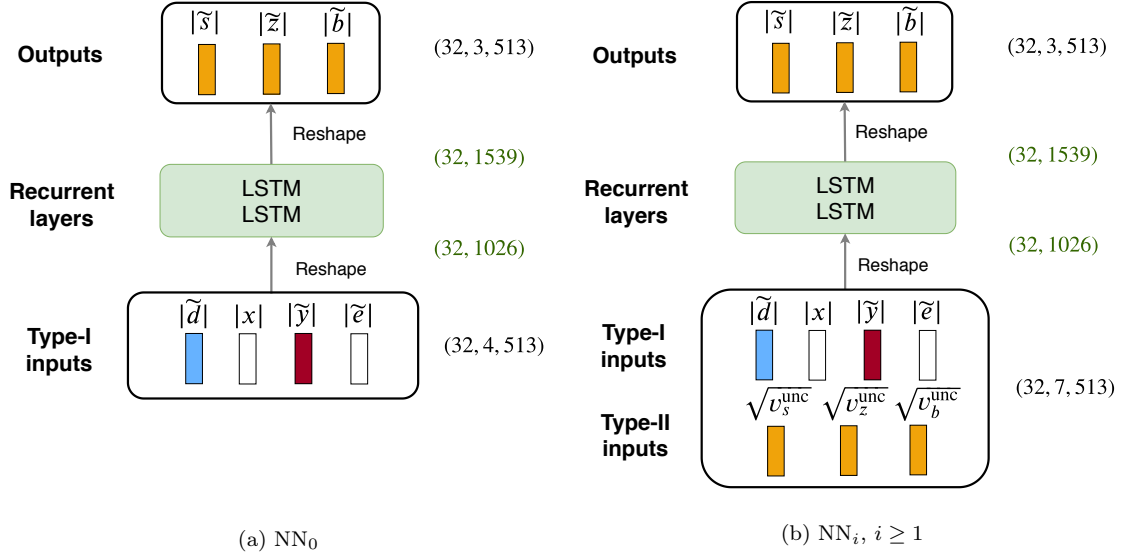 |s̃| |z̃| |b̃|
Outputs
(32, 3, 513)
Reshape
(32, 1539)
Recurrent
layers
LSTM
LSTM
(32, 1026)
Reshape
|d̃| |x| |ỹ| |ẽ|
Type-I
inputs
(32, 4, 513)
(a) NN₀
|s̃| |z̃| |b̃|
Outputs
(32, 3, 513)
Reshape
(32, 1539)
Recurrent
layers
LSTM
LSTM
(32, 1026)
Reshape
|d̃| |x| |ỹ| |ẽ|
Type-I
inputs
(32, 7, 513)
√v_s^unc √v_z^unc √v_b^unc
Type-II
inputs
(b) NNᵢ, i ≥ 1